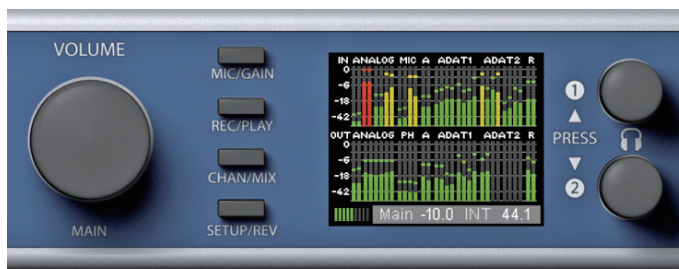 VOLUME
MAIN
MIC/GAIN
REC/PLAY
CHAN/MIX
SETUP/REV
IN ANALOG MIC A ADAT1 ADAT2 R
0
-6
-18
-42
OUT ANALOG PH A ADAT1 ADAT2 R
0
-6
-18
-42
Main -10.0 INT 44.1
1
PRESS
2